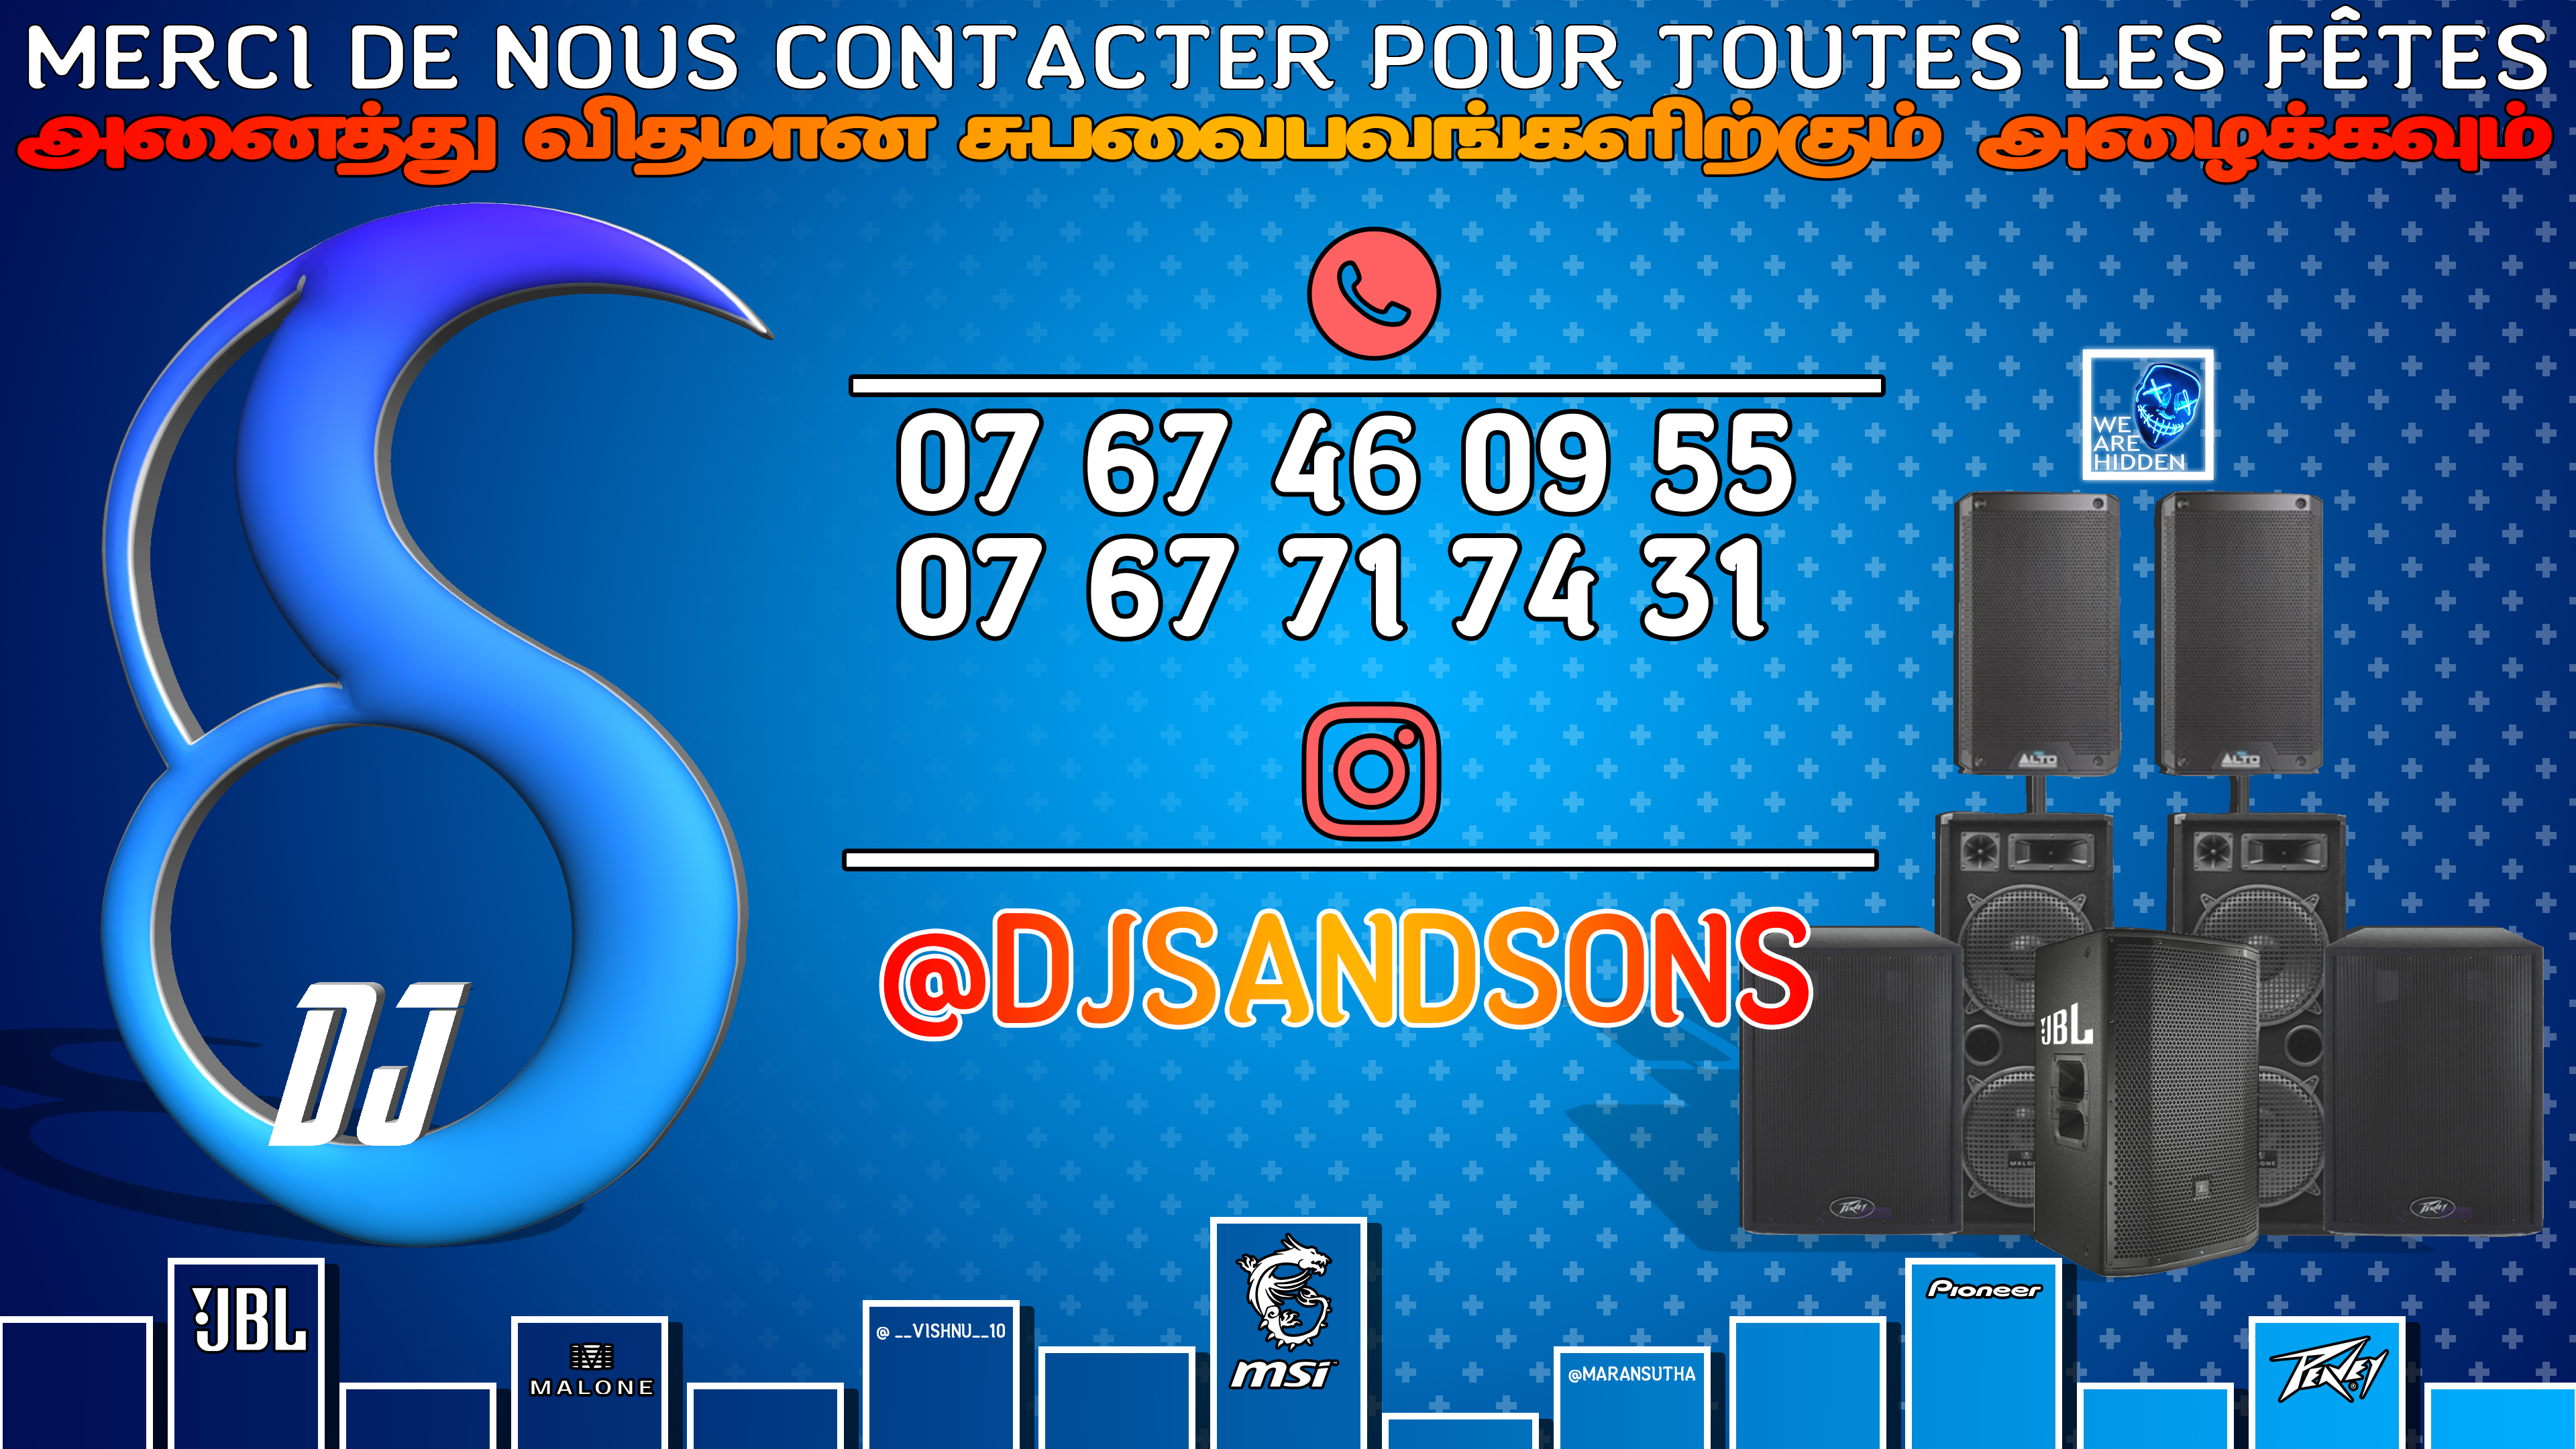 MERCI DE NOUS CONTACTER POUR TOUTES LES FÊTES
அனைத்து விதமான சுபவைபவங்களிற்கும் அழைக்கவும்
07 67 46 09 55
07 67 71 74 31
WE
ARE
HIDDEN
ALTO
ALTO
@DJSANDSONS
DJ
JBL
PEAVEY
PEAVEY
JBL
MALONE
@ __VISHNU__10
msi
@MARANSUTHA
Pioneer
PEAVEY